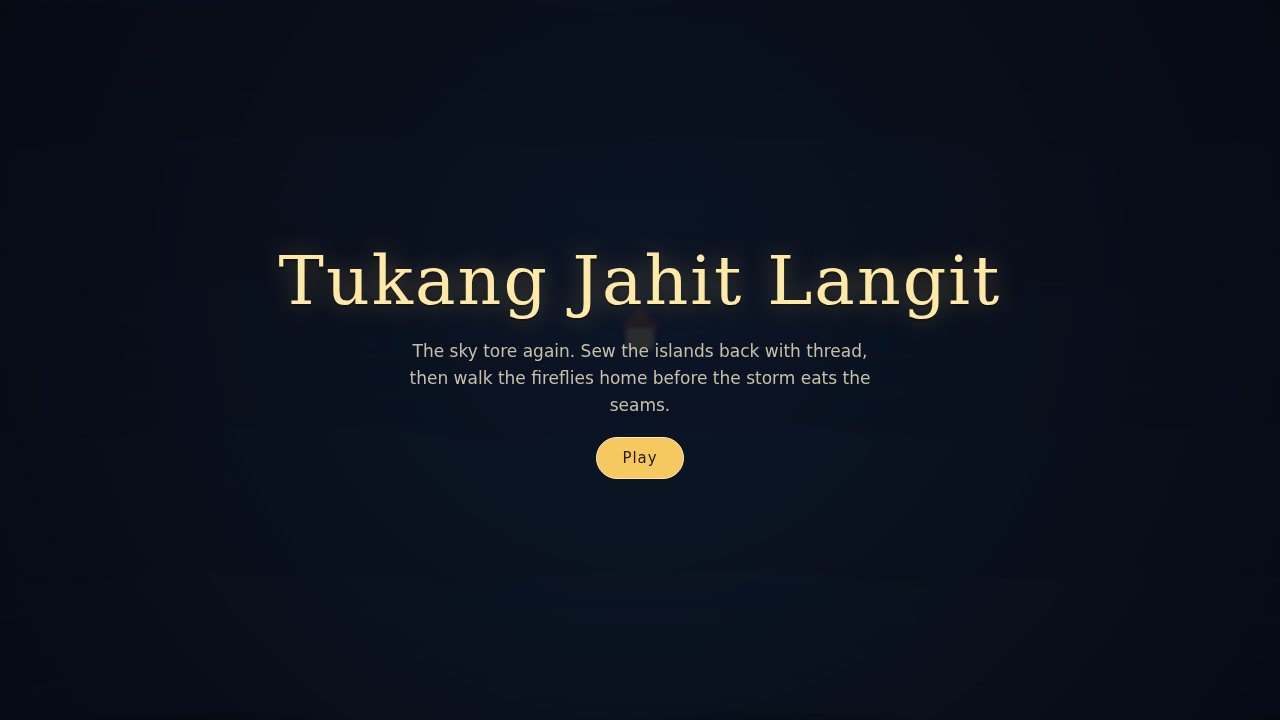 Tukang Jahit Langit
The sky tore again. Sew the islands back with thread,
then walk the fireflies home before the storm eats the
seams.
Play